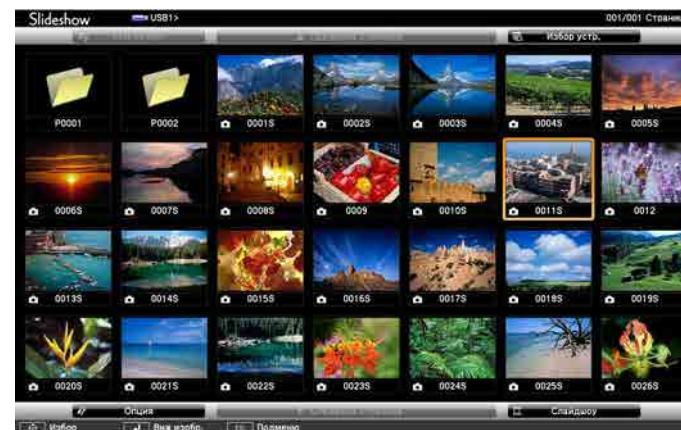 Slideshow USB1> 001/001 Страни
Избор устр.
P0001 P0002 0001S 0002S 0003S 0004S 0005S
0006S 0007S 0008S 0009 0010S 0011S 0012
0013S 0014S 0015S 0016S 0017S 0018S 0019S
0020S 0021S 0022S 0023S 0024S 0025S 0026S
Опция Слайдшоу
Избор Виж изобр. Esc Подменю